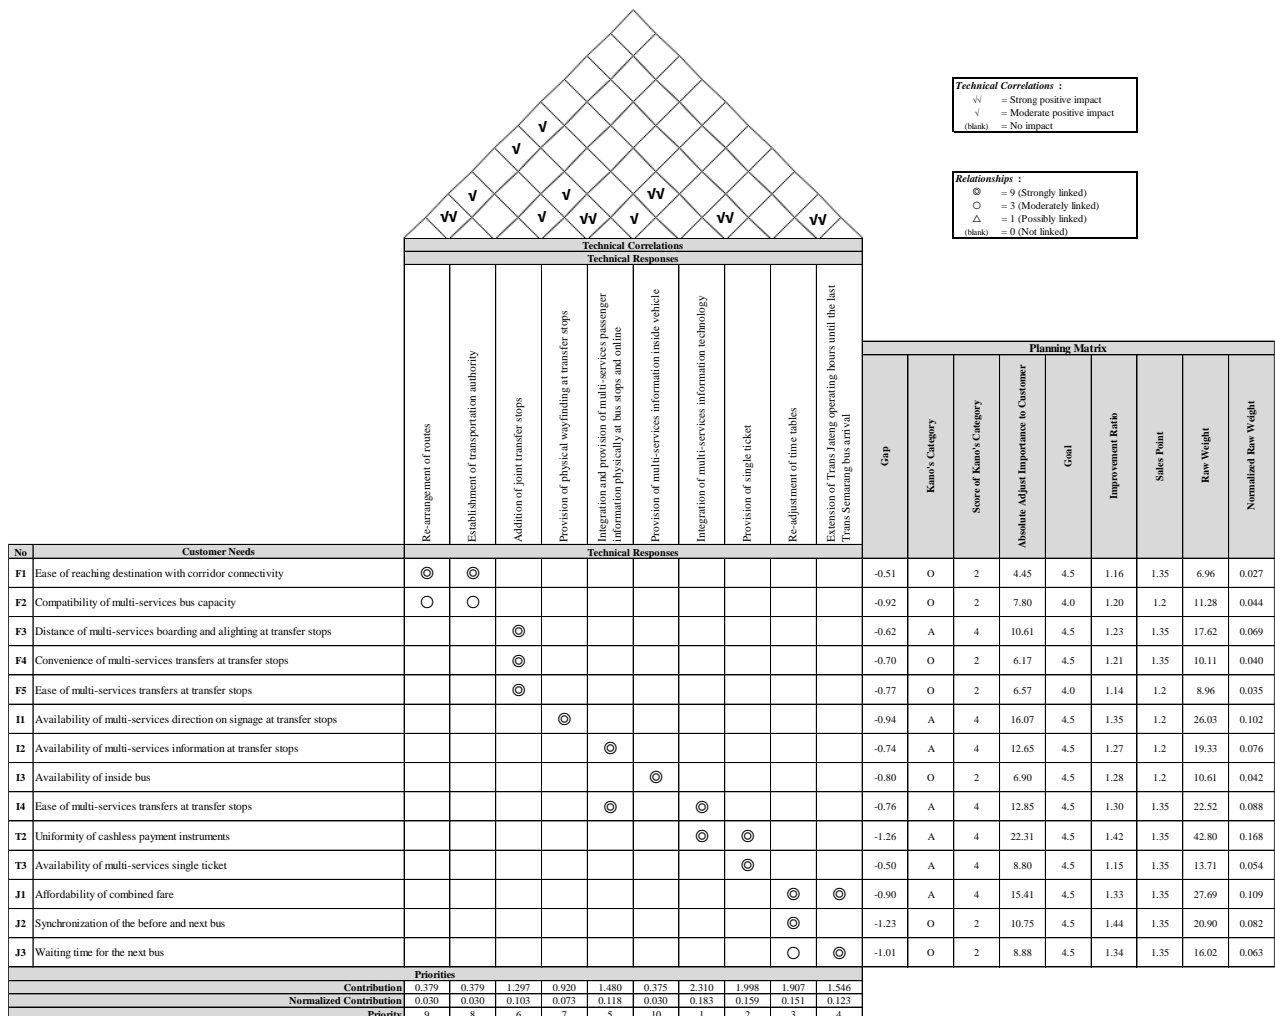 Technical Correlations :
√√ = Strong positive impact
√ = Moderate positive impact
(blank) = No impact
√
√
√ √ √√
√√ √ √√ √ √√ √√
Relationships :
◎ = 9 (Strongly linked)
○ = 3 (Moderately linked)
△ = 1 (Possibly linked)
(blank) = 0 (Not linked)
Technical Correlations
Technical Responses
Re-arrangement of routes
Establishment of transportation authority
Addition of joint transfer stops
Provision of physical wayfinding at transfer stops
Integration and provision of multi-services passenger
information physically at bus stops and online
Provision of multi-services information inside vehicle
Integration of multi-services information technology
Provision of single ticket
Re-adjustment of time tables
Extension of Trans Jateng operating hours until the last
Trans Semarang bus arrival
Planning Matrix
Gap
Kano's Category
Score of Kano's Category
Absolute Adjust Importance to Customer
Goal
Improvement Ratio
Sales Point
Raw Weight
Normalized Raw Weight
No Customer Needs Technical Responses
F1 Ease of reaching destination with corridor connectivity ◎ ◎ -0.51 O 2 4.45 4.5 1.16 1.35 6.96 0.027
F2 Compatibility of multi-services bus capacity ○ ○ -0.92 O 2 7.80 4.0 1.20 1.2 11.28 0.044
F3 Distance of multi-services boarding and alighting at transfer stops ◎ -0.62 A 4 10.61 4.5 1.23 1.35 17.62 0.069
F4 Convenience of multi-services transfers at transfer stops ◎ -0.70 O 2 6.17 4.5 1.21 1.35 10.11 0.040
F5 Ease of multi-services transfers at transfer stops ◎ -0.77 O 2 6.57 4.0 1.14 1.2 8.96 0.035
I1 Availability of multi-services direction on signage at transfer stops ◎ -0.94 A 4 16.07 4.5 1.35 1.2 26.03 0.102
I2 Availability of multi-services information at transfer stops ◎ -0.74 A 4 12.65 4.5 1.27 1.2 19.33 0.076
I3 Availability of inside bus ◎ -0.80 O 2 6.90 4.5 1.28 1.2 10.61 0.042
I4 Ease of multi-services transfers at transfer stops ◎ ◎ -0.76 A 4 12.85 4.5 1.30 1.35 22.52 0.088
T2 Uniformity of cashless payment instruments ◎ ◎ -1.26 A 4 22.31 4.5 1.42 1.35 42.80 0.168
T3 Availability of multi-services single ticket ◎ -0.50 A 4 8.80 4.5 1.15 1.35 13.71 0.054
J1 Affordability of combined fare ◎ ◎ -0.90 A 4 15.41 4.5 1.33 1.35 27.69 0.109
J2 Synchronization of the before and next bus ◎ -1.23 O 2 10.75 4.5 1.44 1.35 20.90 0.082
J3 Waiting time for the next bus ○ ◎ -1.01 O 2 8.88 4.5 1.34 1.35 16.02 0.063
Priorities
Contribution 0.379 0.379 1.297 0.920 1.480 0.375 2.310 1.998 1.907 1.546
Normalized Contribution 0.030 0.030 0.103 0.073 0.118 0.030 0.183 0.159 0.151 0.123
Priority 9 8 6 7 5 10 1 2 3 4